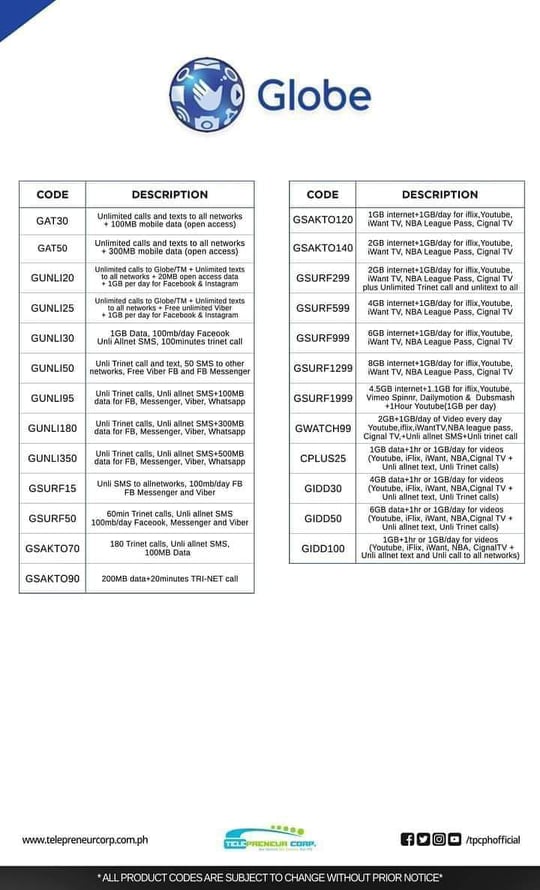 Globe
CODE DESCRIPTION
GAT30 Unlimited calls and texts to all networks
+ 100MB mobile data (open access)
GAT50 Unlimited calls and texts to all networks
+ 300MB mobile data (open access)
GUNLI20 Unlimited calls to Globe/TM + Unlimited texts
to all networks + 20MB open access data
+ 1GB per day for Facebook & Instagram
GUNLI25 Unlimited calls to Globe/TM + Unlimited texts
to all networks + Free unlimited Viber
+ 1GB per day for Facebook & Instagram
GUNLI30 1GB Data, 100mb/day Faceook
Unli Allnet SMS, 100minutes trinet call
GUNLI50 Unli Trinet call and text, 50 SMS to other
networks, Free Viber FB and FB Messenger
GUNLI95 Unli Trinet calls, Unli allnet SMS+100MB
data for FB, Messenger, Viber, Whatsapp
GUNLI180 Unli Trinet calls, Unli allnet SMS+300MB
data for FB, Messenger, Viber, Whatsapp
GUNLI350 Unli Trinet calls, Unli allnet SMS+500MB
data for FB, Messenger, Viber, Whatsapp
GSURF15 Unli SMS to allnetworks, 100mb/day FB
FB Messenger and Viber
GSURF50 60min Trinet calls, Unli allnet SMS
100mb/day Faceook, Messenger and Viber
GSAKTO70 180 Trinet calls, Unli allnet SMS,
100MB Data
GSAKTO90 200MB data+20minutes TRI-NET call
CODE DESCRIPTION
GSAKTO120 1GB internet+1GB/day for iflix,Youtube,
iWant TV, NBA League Pass, Cignal TV
GSAKTO140 2GB internet+1GB/day for iflix,Youtube,
iWant TV, NBA League Pass, Cignal TV
GSURF299 2GB internet+1GB/day for iflix,Youtube,
iWant TV, NBA League Pass, Cignal TV
plus Unlimited Trinet call and unlitext to all
GSURF599 4GB internet+1GB/day for iflix,Youtube,
iWant TV, NBA League Pass, Cignal TV
GSURF999 6GB internet+1GB/day for iflix,Youtube,
iWant TV, NBA League Pass, Cignal TV
GSURF1299 8GB internet+1GB/day for iflix,Youtube,
iWant TV, NBA League Pass, Cignal TV
GSURF1999 4.5GB internet+1.1GB for iflix,Youtube,
Vimeo Spinnr, Dailymotion & Dubsmash
+1Hour Youtube(1GB per day)
GWATCH99 2GB+1GB/day of Video every day
Youtube,iflix,iWantTV,NBA league pass,
Cignal TV,+Unli allnet SMS+Unli trinet call
CPLUS25 1GB data+1hr or 1GB/day for videos
(Youtube, iFlix, iWant, NBA,Cignal TV +
Unli allnet text, Unli Trinet calls)
GIDD30 4GB data+1hr or 1GB/day for videos
(Youtube, iFlix, iWant, NBA,Cignal TV +
Unli allnet text, Unli Trinet calls)
GIDD50 6GB data+1hr or 1GB/day for videos
(Youtube, iFlix, iWant, NBA,Cignal TV +
Unli allnet text, Unli Trinet calls)
GIDD100 1GB+1hr or 1GB/day for videos
(Youtube, iFlix, iWant, NBA, CignalTV +
Unli allnet text and Unli call to all networks)
www.telepreneurcorp.com.ph
TELEPRENEUR CORP.
/tpcphofficial
*ALL PRODUCT CODES ARE SUBJECT TO CHANGE WITHOUT PRIOR NOTICE*